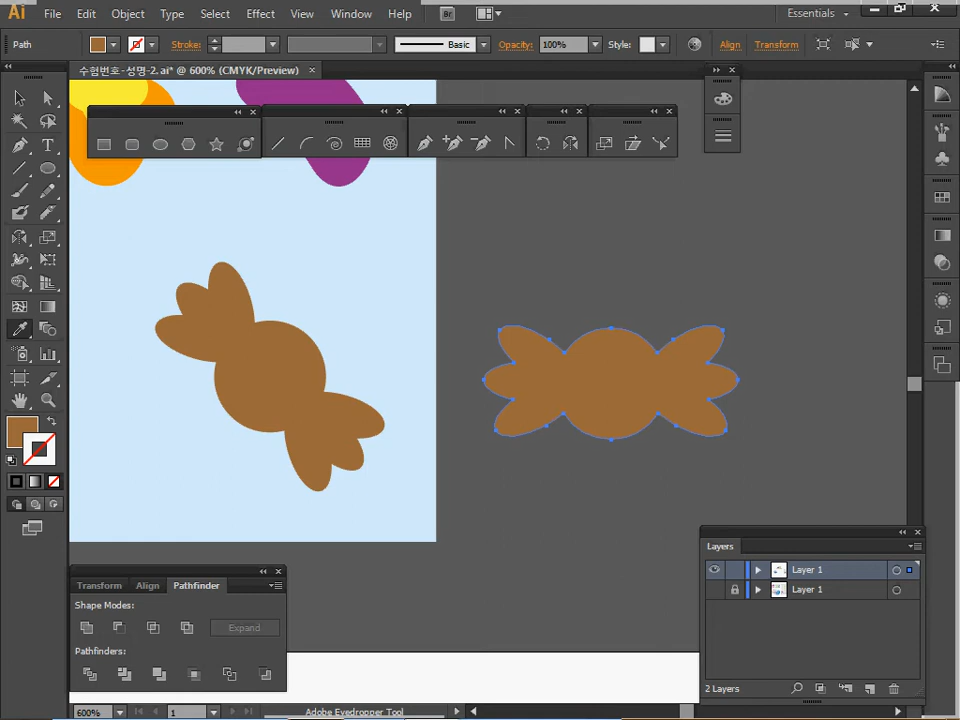 Ai File Edit Object Type Select Effect View Window Help Br Essentials
Path Stroke: Basic Opacity: 100% Style: Align Transform
수험번호-성명-2.ai* @ 600% (CMYK/Preview)
T
Layers
Layer 1
Layer 1
2 Layers
Transform Align Pathfinder
Shape Modes:
Expand
Pathfinders:
600% 1 Adobe Eyedropper Tool